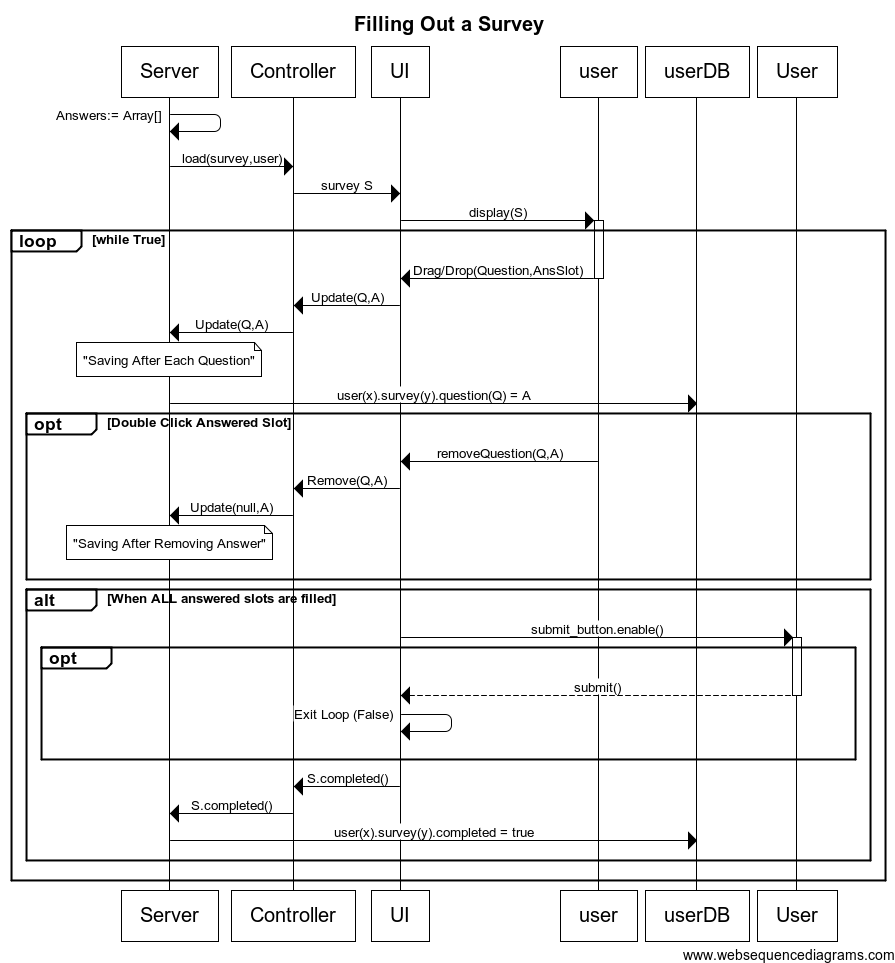 Filling Out a Survey
Server
Controller
UI
user
userDB
User
Answers:= Array[]
load(survey,user)
survey S
display(S)
loop
[while True]
Drag/Drop(Question,AnsSlot)
Update(Q,A)
Update(Q,A)
"Saving After Each Question"
user(x).survey(y).question(Q) = A
opt
[Double Click Answered Slot]
removeQuestion(Q,A)
Remove(Q,A)
Update(null,A)
"Saving After Removing Answer"
alt
[When ALL answered slots are filled]
submit_button.enable()
opt
submit()
Exit Loop (False)
S.completed()
S.completed()
user(x).survey(y).completed = true
Server
Controller
UI
user
userDB
User
www.websequencediagrams.com